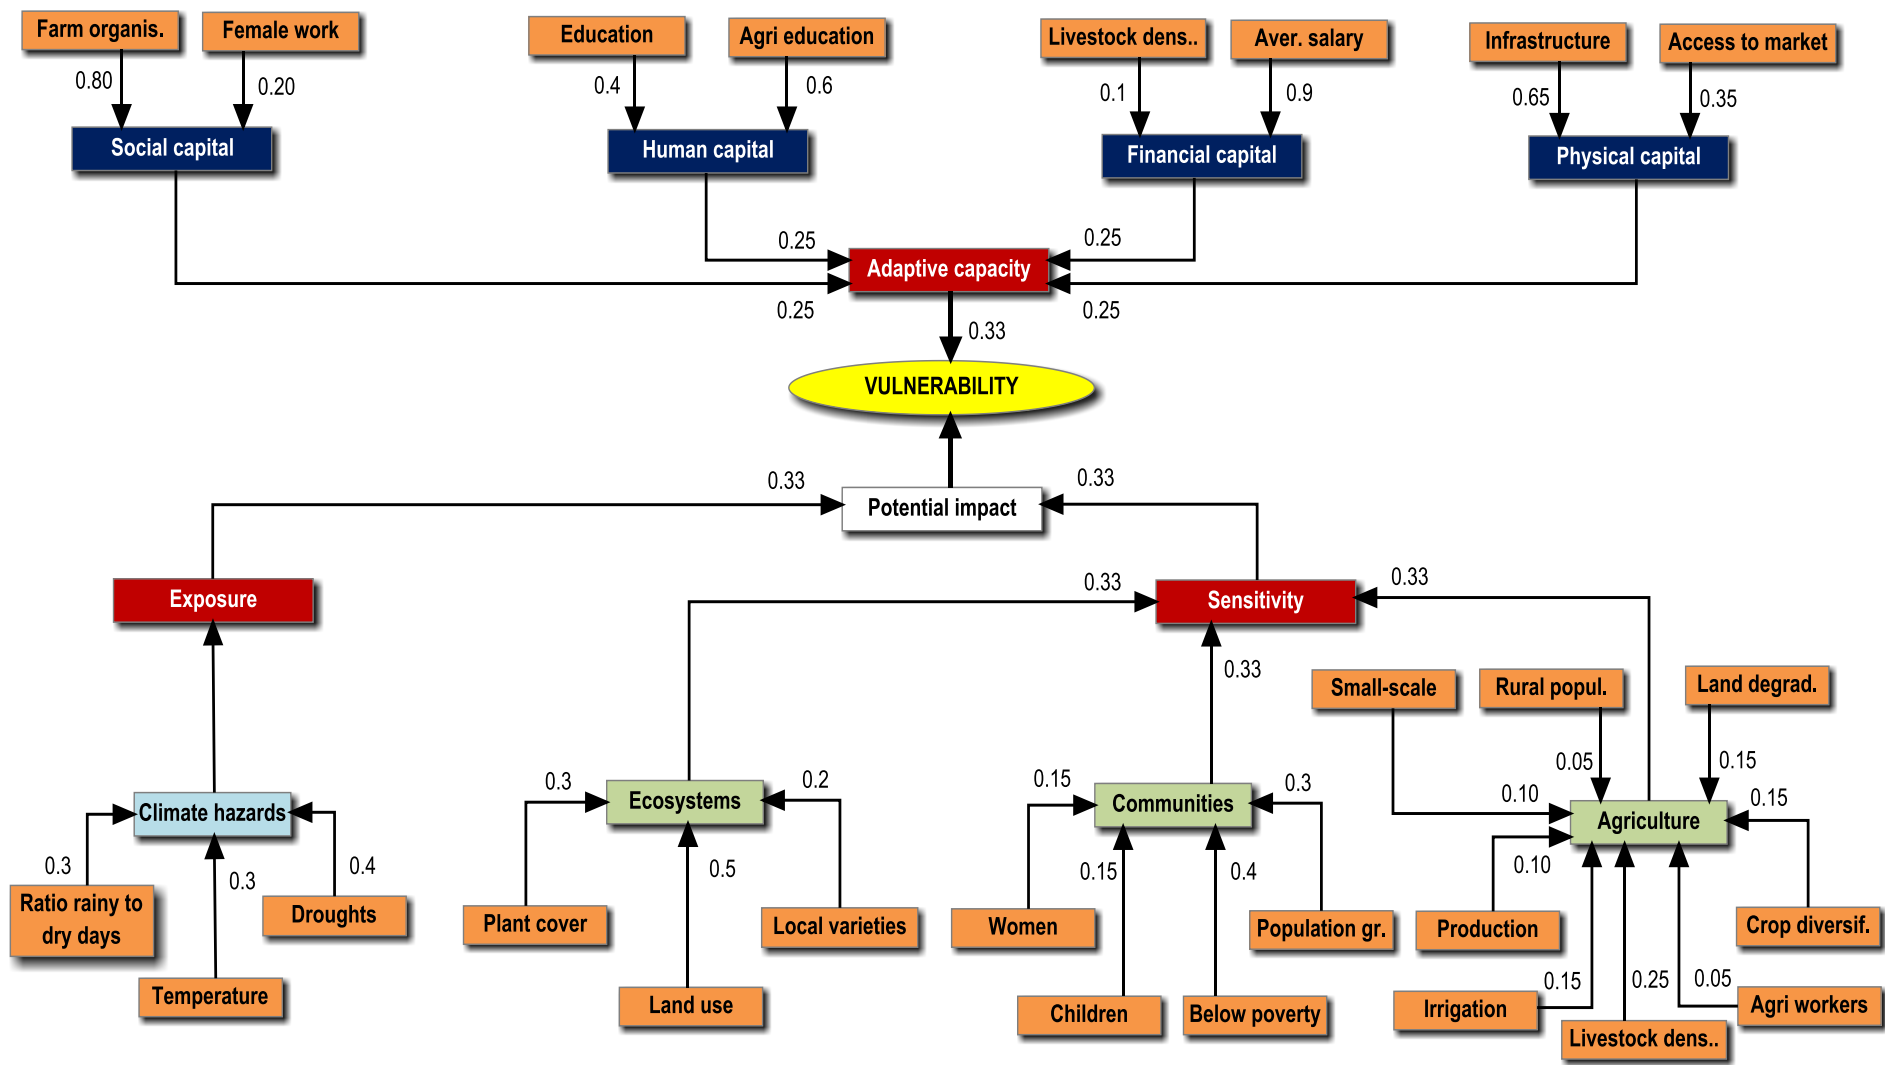 Farm organis.
Female work
Education
Agri education
Livestock dens..
Aver. salary
Infrastructure
Access to market
0.80
0.20
0.4
0.6
0.1
0.9
0.65
0.35
Social capital
Human capital
Financial capital
Physical capital
0.25
0.25
Adaptive capacity
0.25
0.25
0.33
VULNERABILITY
0.33
0.33
Potential impact
Exposure
0.33
Sensitivity
0.33
0.33
Small-scale
Rural popul.
Land degrad.
0.05
0.15
0.3
0.2
0.15
0.3
0.10
0.15
Climate hazards
Ecosystems
Communities
Agriculture
0.3
0.3
0.4
0.5
0.15
0.4
0.10
Ratio rainy to
dry days
Droughts
Plant cover
Local varieties
Women
Population gr.
Production
Crop diversif.
0.15
0.25
0.05
Temperature
Land use
Children
Below poverty
Irrigation
Agri workers
Livestock dens..